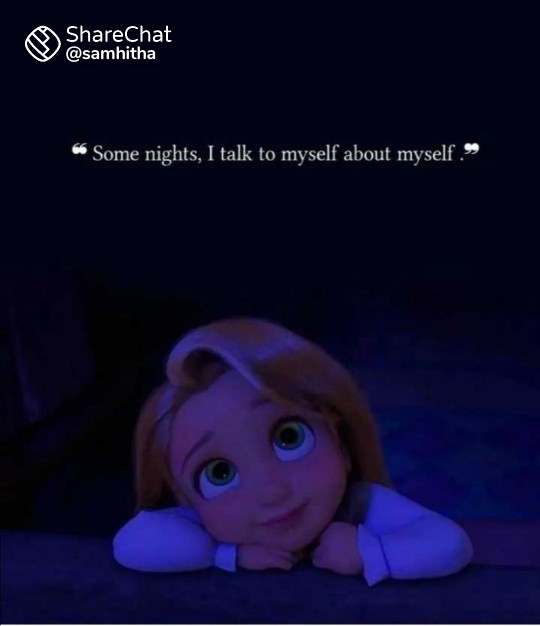 ShareChat
@samhitha
❝ Some nights, I talk to myself about myself .❞